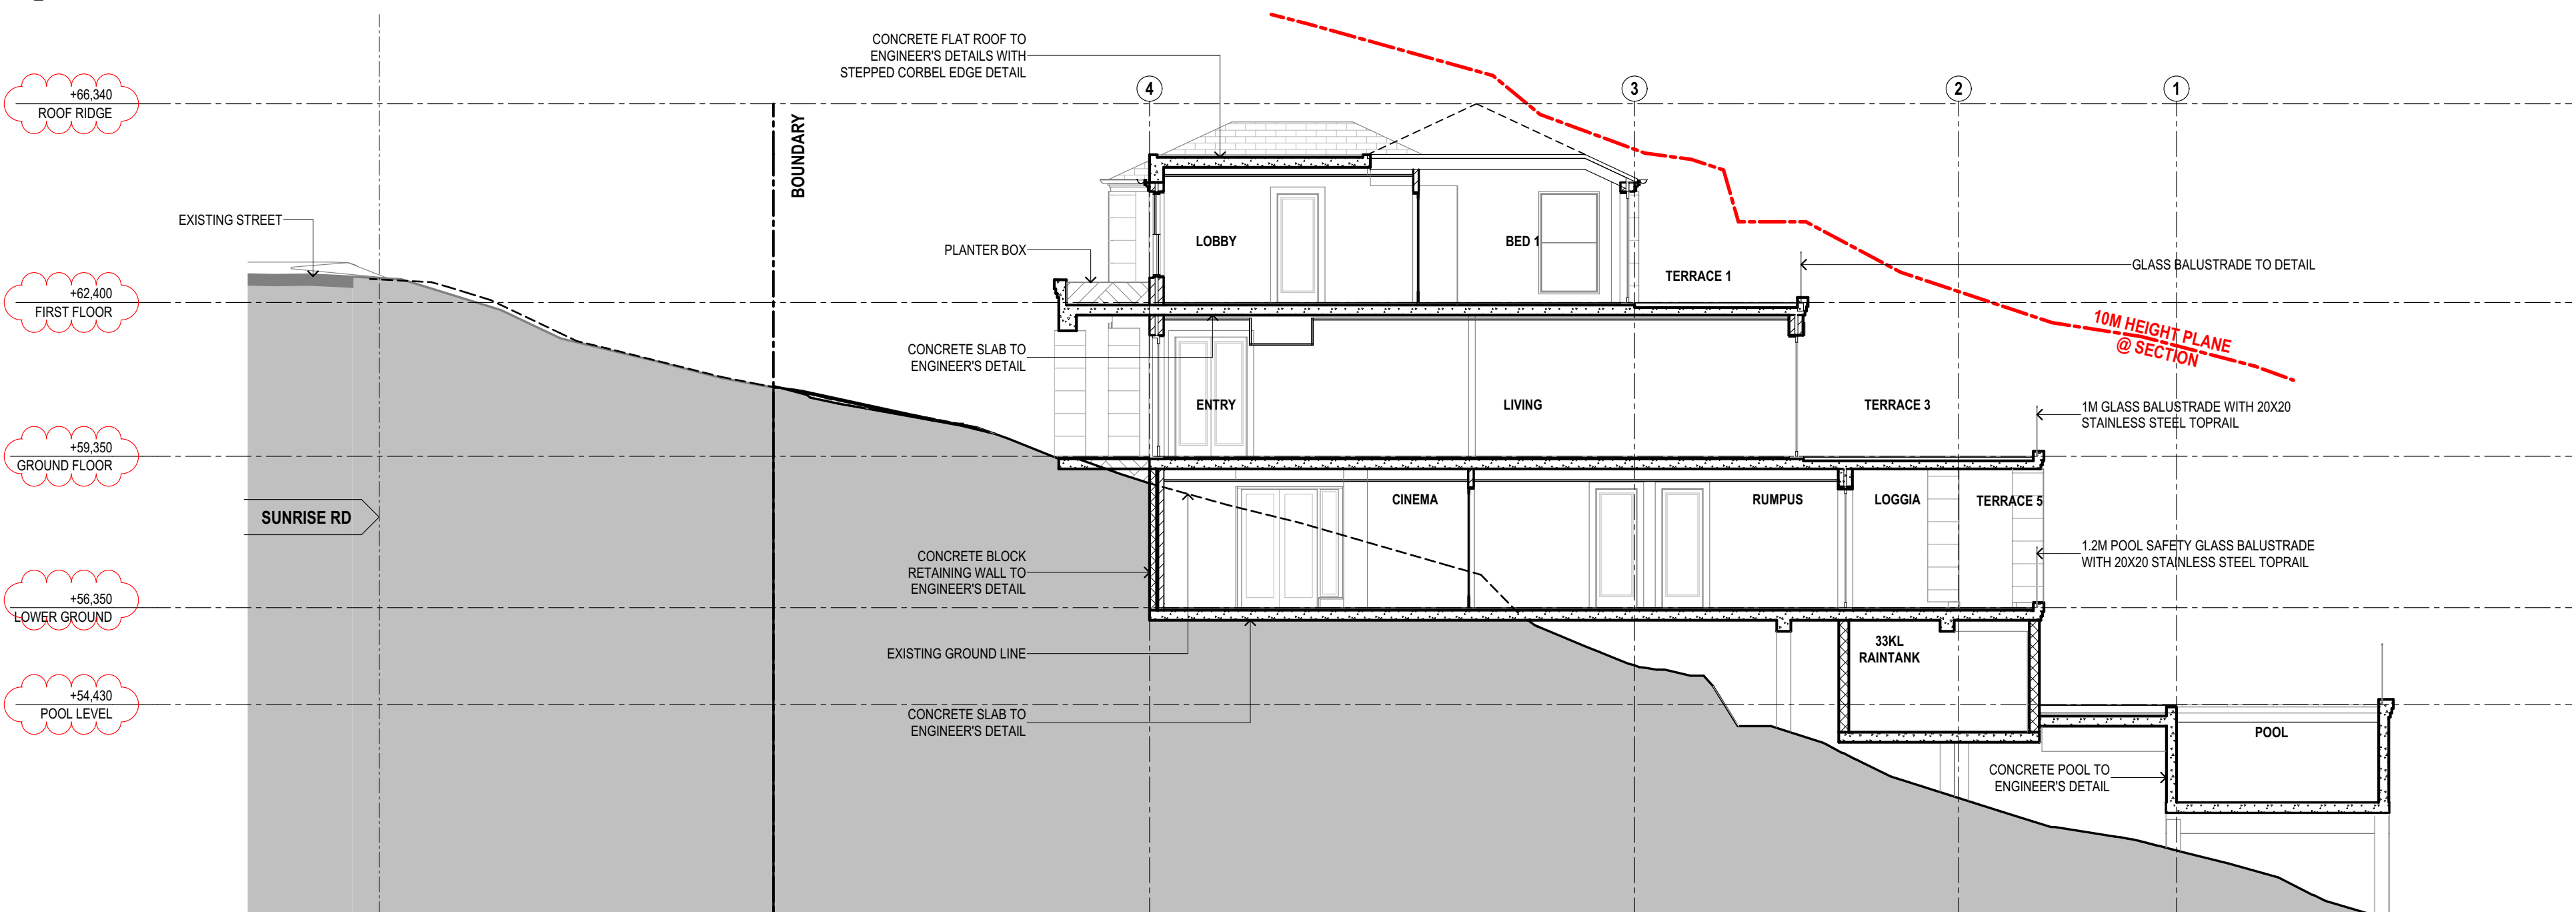 CONCRETE FLAT ROOF TO
ENGINEER'S DETAILS WITH
STEPPED CORBEL EDGE DETAIL
4
3
2
1
+66,340
ROOF RIDGE
BOUNDARY
EXISTING STREET
PLANTER BOX
LOBBY
BED 1
TERRACE 1
GLASS BALUSTRADE TO DETAIL
+62,400
FIRST FLOOR
10M HEIGHT PLANE
@ SECTION
CONCRETE SLAB TO
ENGINEER'S DETAIL
ENTRY
LIVING
TERRACE 3
1M GLASS BALUSTRADE WITH 20X20
STAINLESS STEEL TOPRAIL
+59,350
GROUND FLOOR
SUNRISE RD
CINEMA
RUMPUS
LOGGIA
TERRACE 5
CONCRETE BLOCK
RETAINING WALL TO
ENGINEER'S DETAIL
1.2M POOL SAFETY GLASS BALUSTRADE
WITH 20X20 STAINLESS STEEL TOPRAIL
+56,350
LOWER GROUND
EXISTING GROUND LINE
33KL
RAINTANK
+54,430
POOL LEVEL
CONCRETE SLAB TO
ENGINEER'S DETAIL
POOL
CONCRETE POOL TO
ENGINEER'S DETAIL